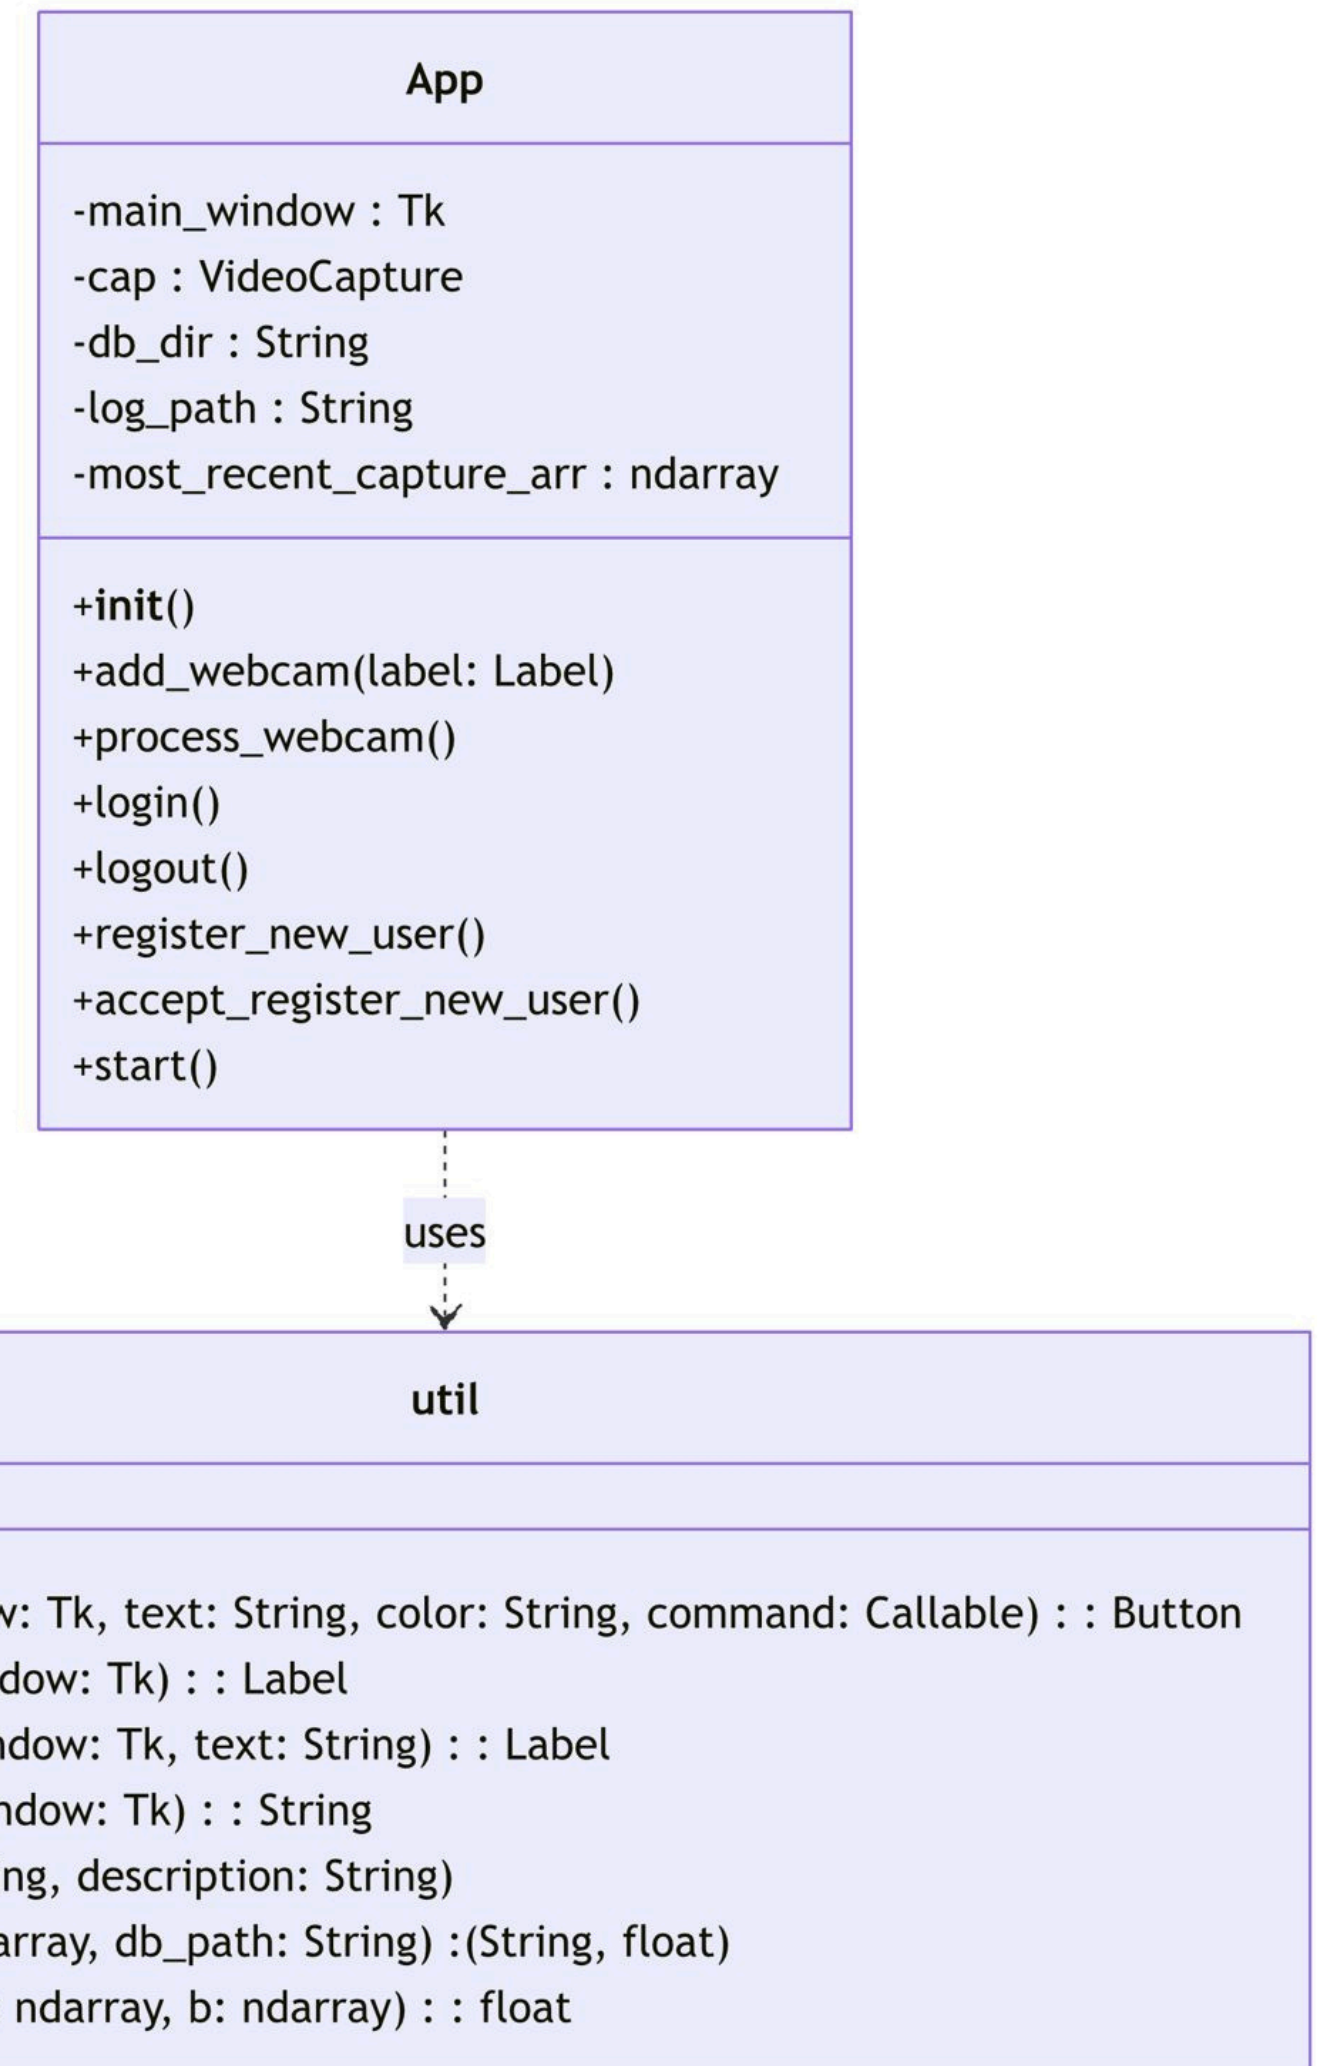 App
-main_window : Tk
-cap : VideoCapture
-db_dir : String
-log_path : String
-most_recent_capture_arr : ndarray
+init()
+add_webcam(label: Label)
+process_webcam()
+login()
+logout()
+register_new_user()
+accept_register_new_user()
+start()
uses
util
: Tk, text: String, color: String, command: Callable) : : Button
dow: Tk) : : Label
ndow: Tk, text: String) : : Label
ndow: Tk) : : String
ng, description: String)
array, db_path: String) :(String, float)
ndarray, b: ndarray) : : float